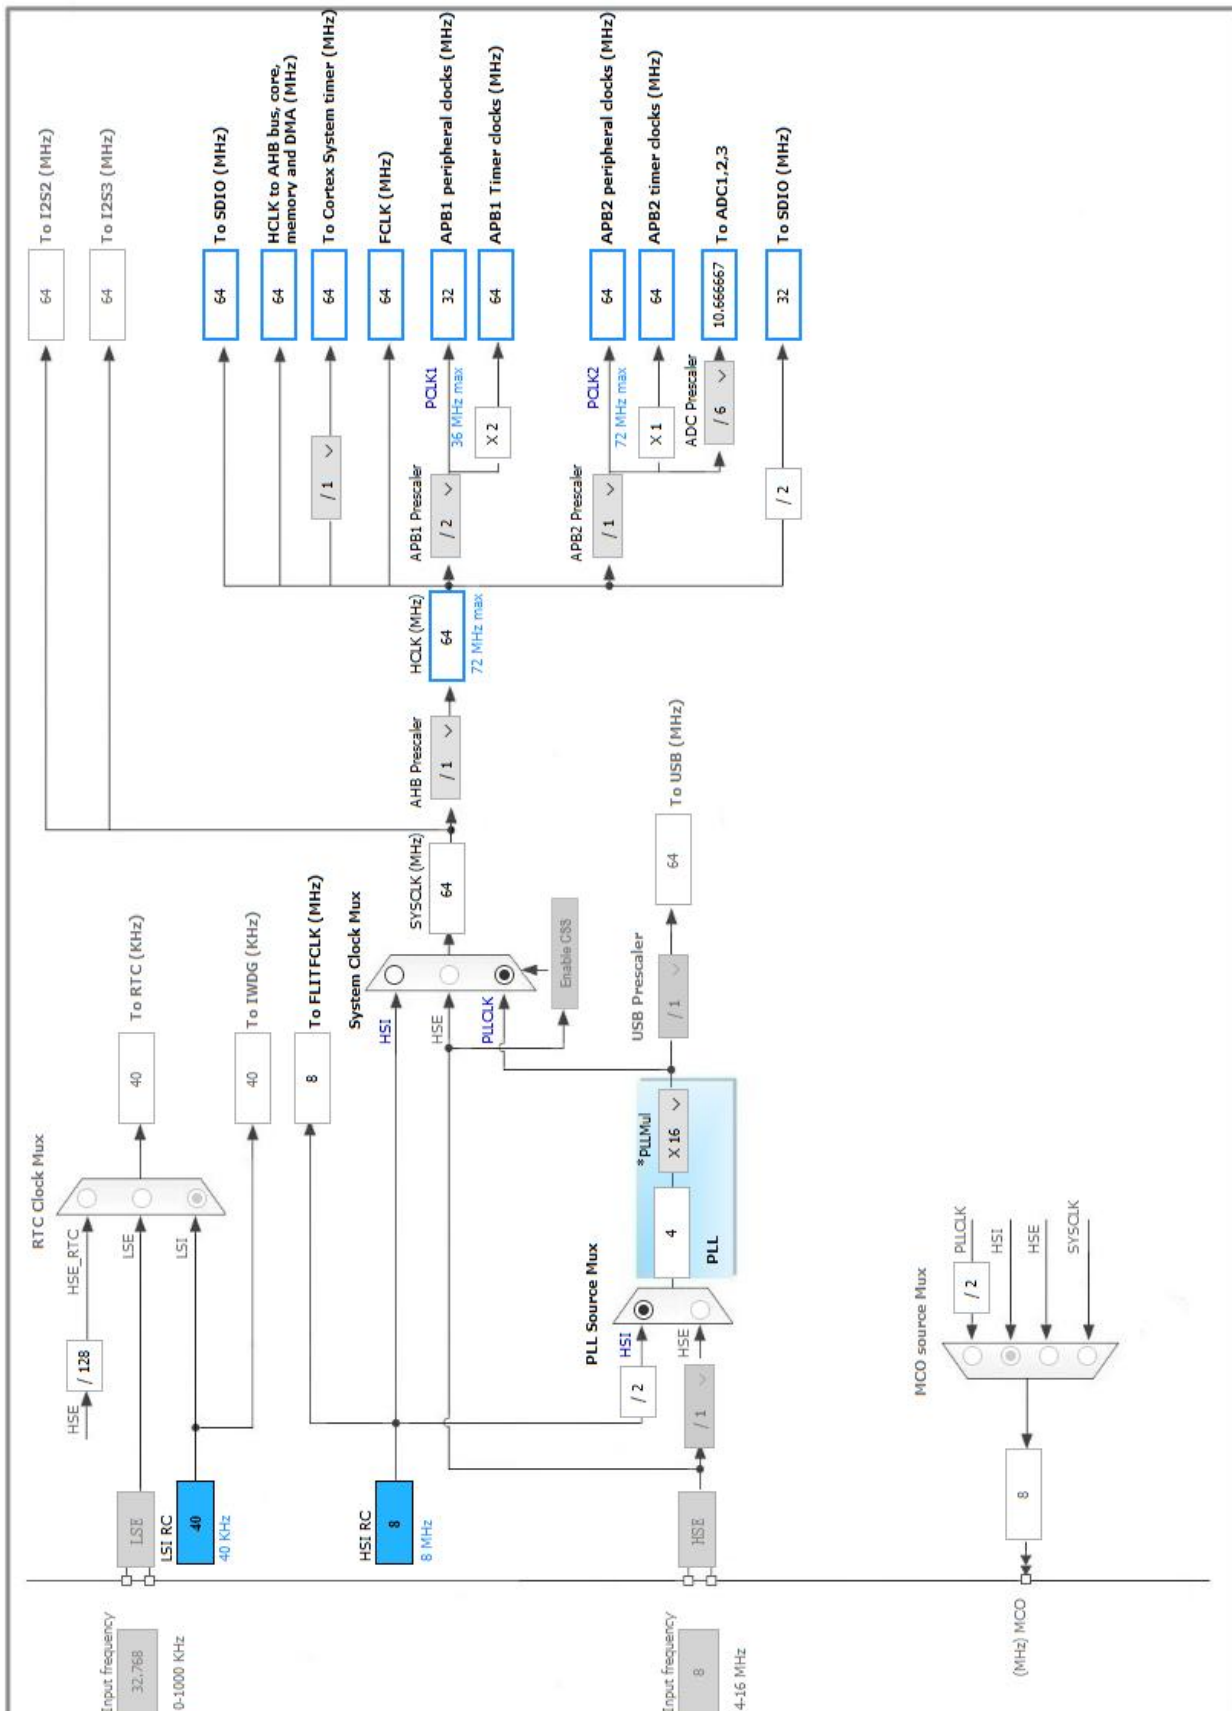 Input frequency
32.768
0-1000 KHz
LSE
LSI RC
40
40 KHz
HSE
/ 128
HSE_RTC
LSE
LSI
RTC Clock Mux
40
To RTC (KHz)
40
To IWDG (KHz)
HSI RC
8
8 MHz
8
To FLITFCLK (MHz)
System Clock Mux
HSI
HSE
PLLCLK
Enable CSS
SYSCLK (MHz)
64
AHB Prescaler
/ 1
HCLK (MHz)
64
72 MHz max
64
To I2S2 (MHz)
64
To I2S3 (MHz)
64
To SDIO (MHz)
64
HCLK to AHB bus, core,
memory and DMA (MHz)
/ 1
64
To Cortex System timer (MHz)
64
FCLK (MHz)
APB1 Prescaler
/ 2
PCLK1
36 MHz max
32
APB1 peripheral clocks (MHz)
X 2
64
APB1 Timer clocks (MHz)
APB2 Prescaler
/ 1
PCLK2
72 MHz max
64
APB2 peripheral clocks (MHz)
X 1
64
APB2 timer clocks (MHz)
ADC Prescaler
/ 6
10.666667
To ADC1,2,3
/ 2
32
To SDIO (MHz)
Input frequency
8
4-16 MHz
HSE
/ 1
PLL Source Mux
HSI
/ 2
HSE
4
*PLLMul
X 16
PLL
USB Prescaler
/ 1
64
To USB (MHz)
MCO source Mux
PLLCLK
/ 2
HSI
HSE
SYSCLK
8
(MHz) MCO